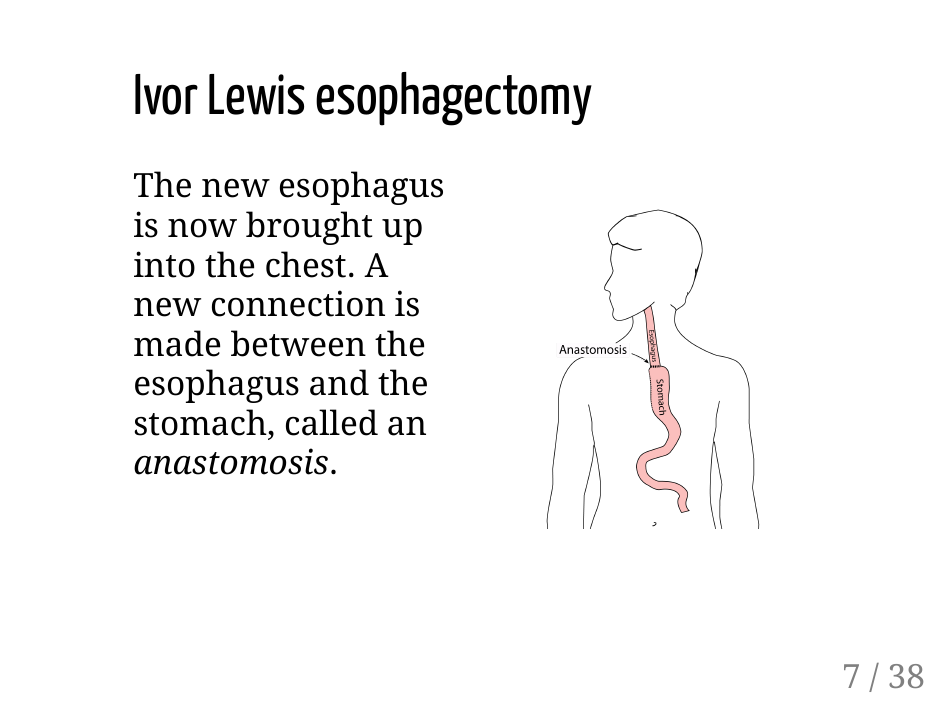 Ivor Lewis esophagectomy
The new esophagus
is now brought up
into the chest. A
new connection is
made between the
esophagus and the
stomach, called an
anastomosis.
Esophagus
Anastomosis
Stomach
7 / 38